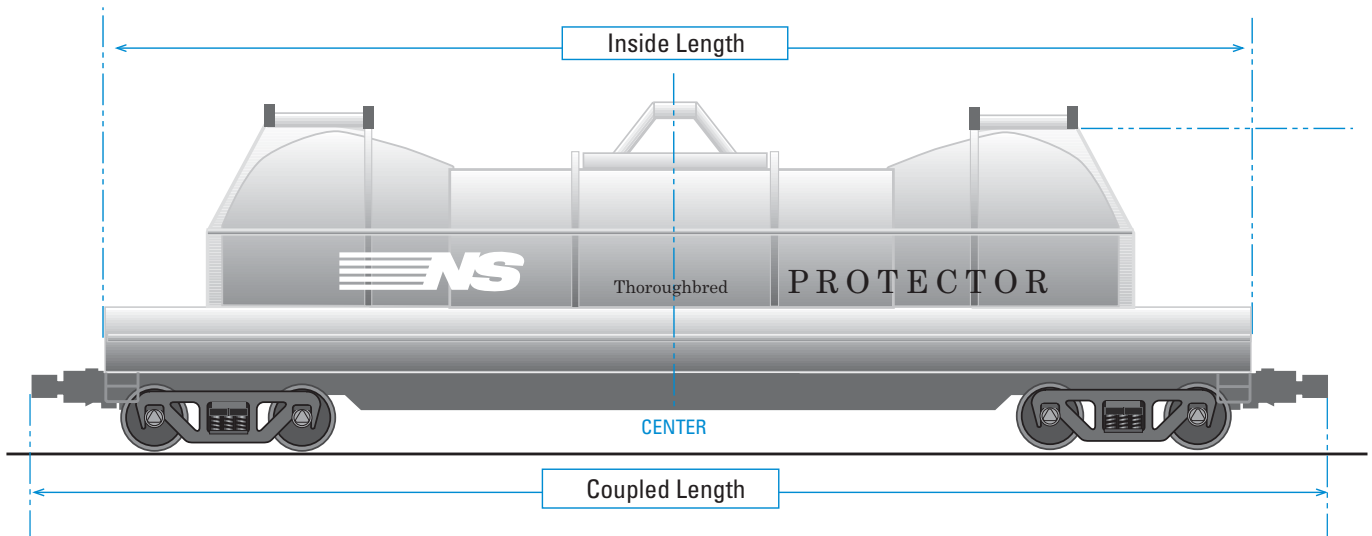 Inside Length
NS
Thoroughbred PROTECTOR
CENTER
Coupled Length